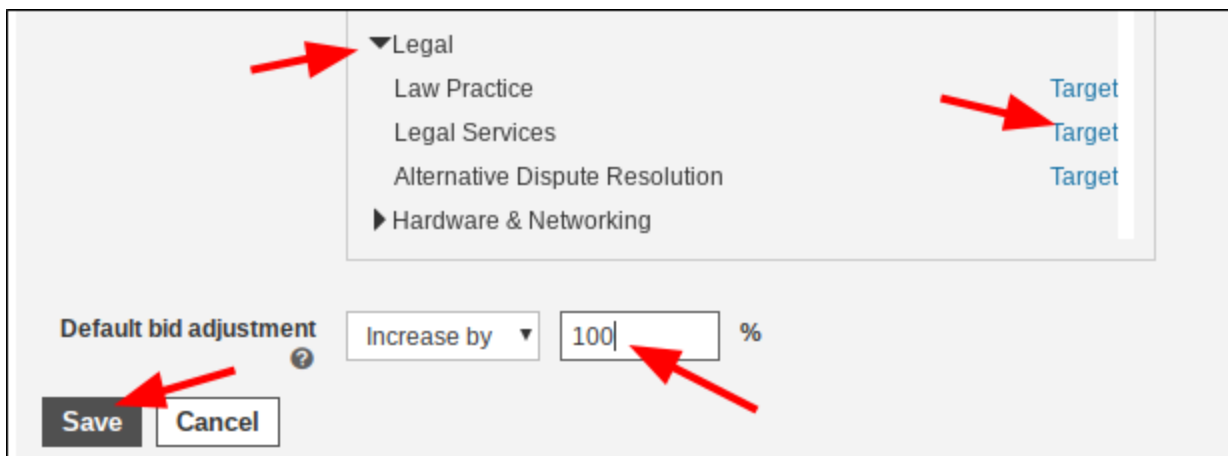 Legal
Law Practice Target
Legal Services Target
Alternative Dispute Resolution Target
Hardware & Networking
Default bid adjustment Increase by 100 %
?
Save Cancel